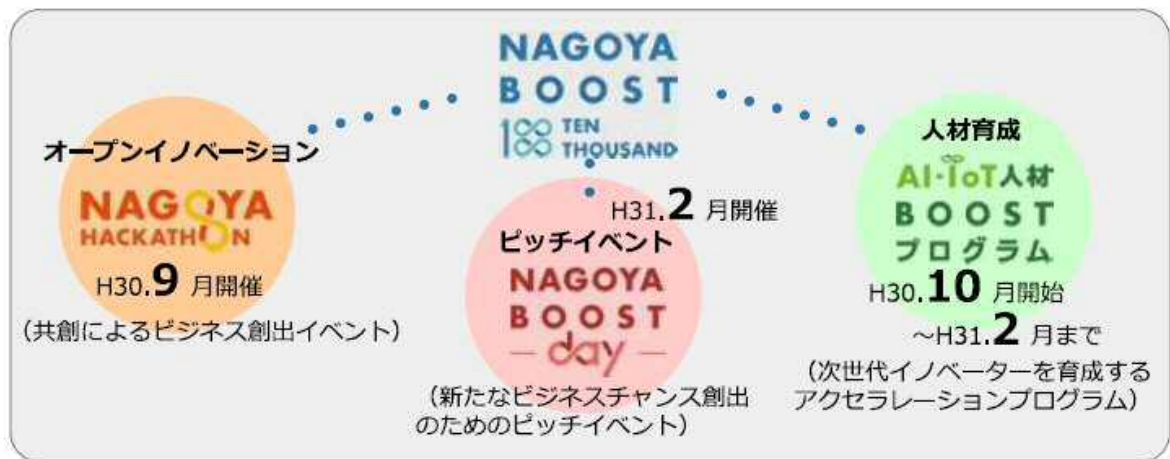 NAGOYA
BOOST
100 TEN
THOUSAND
オープンイノベーション
NAGOYA
HACKATHON
H30.9 月開催
（共創によるビジネス創出イベント）
H31.2 月開催
ピッチイベント
NAGOYA
BOOST
day
（新たなビジネスチャンス創出
のためのピッチイベント）
人材育成
AI・IoT人材
BOOST
プログラム
H30.10 月開始
～H31.2 月まで
（次世代イノベーターを育成する
アクセラレーションプログラム）